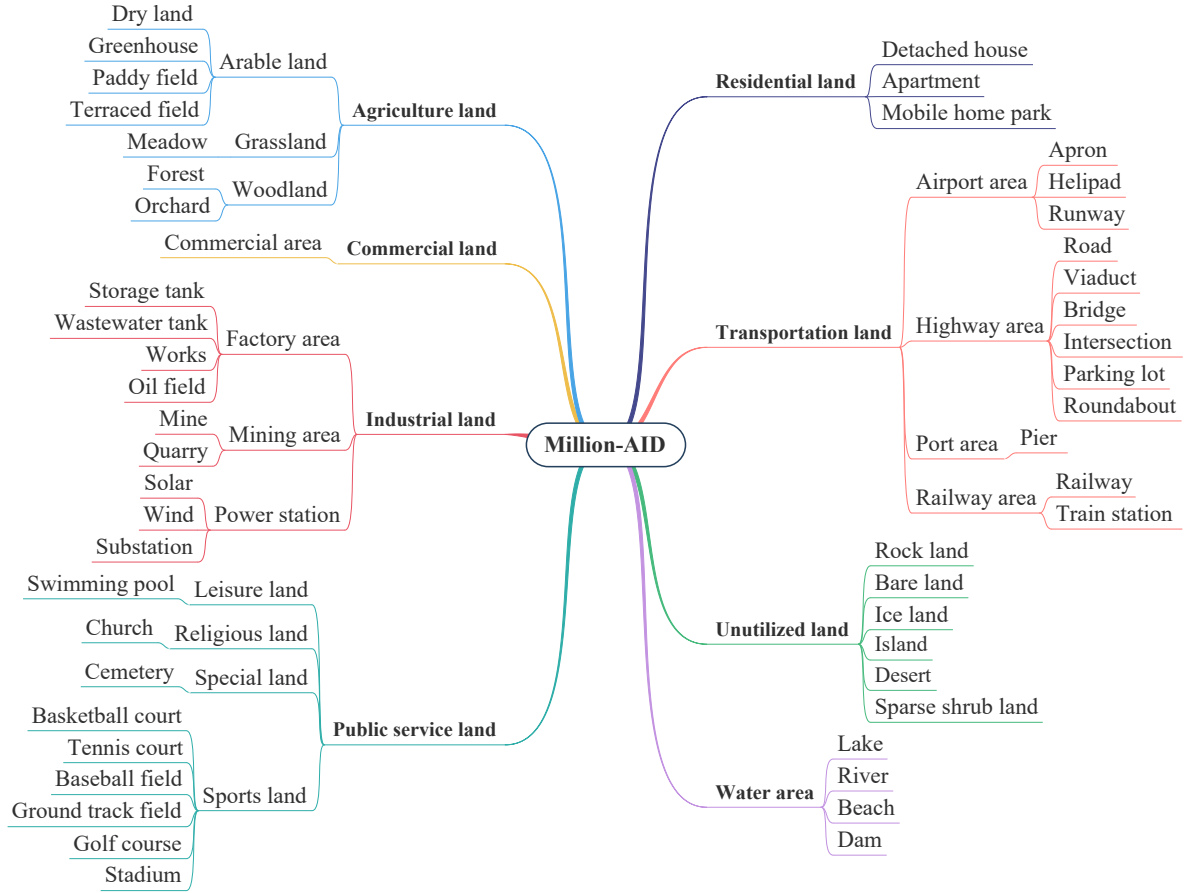 Million-AID
Agriculture land
Arable land
Dry land
Greenhouse
Paddy field
Terraced field
Grassland
Meadow
Woodland
Forest
Orchard
Commercial land
Commercial area
Industrial land
Factory area
Storage tank
Wastewater tank
Works
Oil field
Mining area
Mine
Quarry
Power station
Solar
Wind
Substation
Public service land
Leisure land
Swimming pool
Religious land
Church
Special land
Cemetery
Sports land
Basketball court
Tennis court
Baseball field
Ground track field
Golf course
Stadium
Residential land
Detached house
Apartment
Mobile home park
Transportation land
Airport area
Apron
Helipad
Runway
Highway area
Road
Viaduct
Bridge
Intersection
Parking lot
Roundabout
Port area
Pier
Railway area
Railway
Train station
Unutilized land
Rock land
Bare land
Ice land
Island
Desert
Sparse shrub land
Water area
Lake
River
Beach
Dam